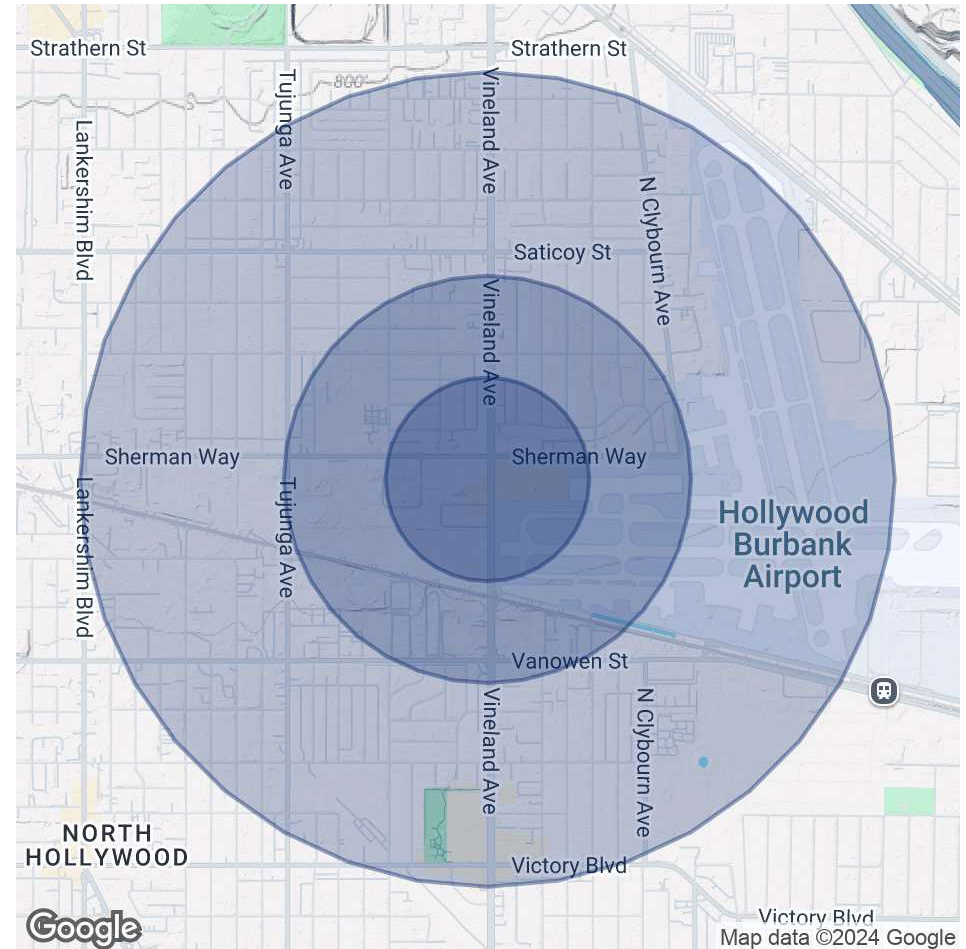 Strathern St
Strathern St
800'
Tujunga Ave
Vineland Ave
Lankershim Blvd
N Clybourn Ave
Saticoy St
Vineland Ave
Sherman Way
Sherman Way
Lankershim Blvd
Tujunga Ave
Hollywood
Burbank
Airport
Vanowen St
Vineland Ave
N Clybourn Ave
NORTH
HOLLYWOOD
Victory Blvd
Victory Blvd
Google
Map data ©2024 Google